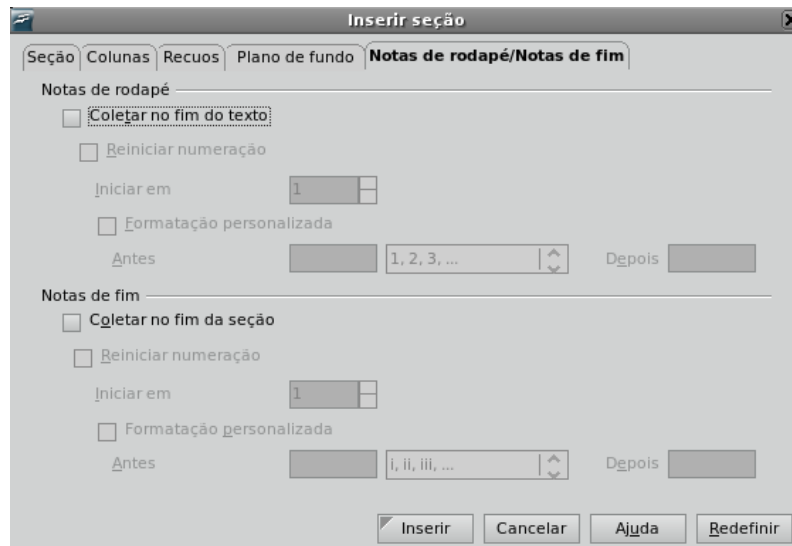 Inserir seção
Seção Colunas Recuos Plano de fundo Notas de rodapé/Notas de fim
Notas de rodapé
Coletar no fim do texto
Reiniciar numeração
Iniciar em 1
Formatação personalizada
Antes 1, 2, 3, ... Depois
Notas de fim
Coletar no fim da seção
Reiniciar numeração
Iniciar em 1
Formatação personalizada
Antes i, ii, iii, ... Depois
Inserir Cancelar Ajuda Redefinir